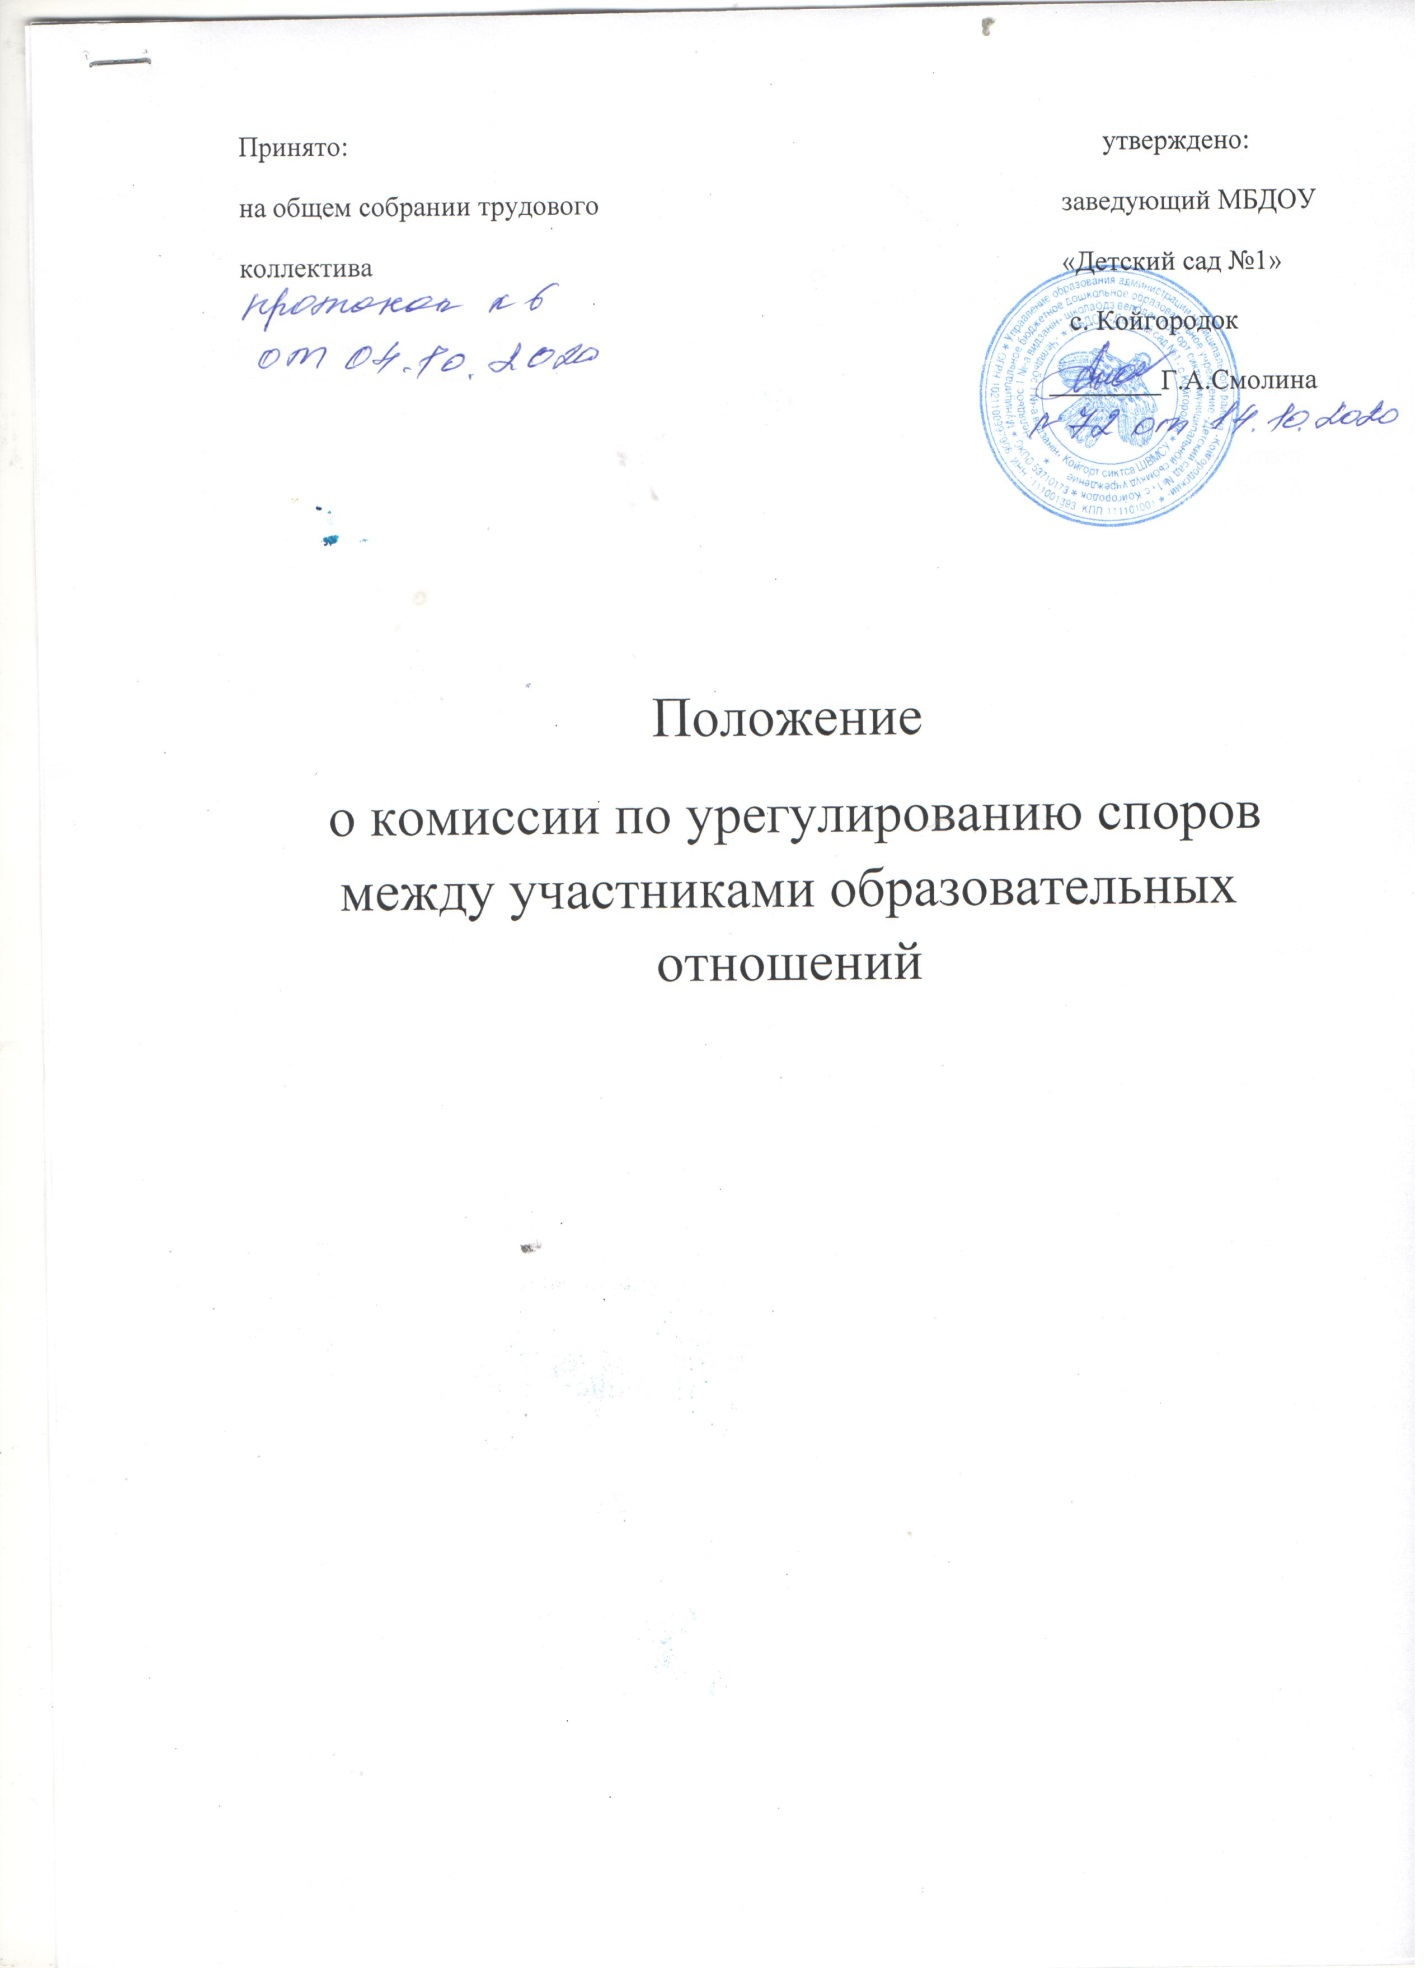 Принято:
на общем собрании трудового
коллектива
протокол № 6
от 04.10.2020
утверждено:
заведующий МБДОУ
«Детский сад №1»
с. Койгородок
________Г.А.Смолина
№ 72 от 14.10.2020
Положение
о комиссии по урегулированию споров
между участниками образовательных
отношений